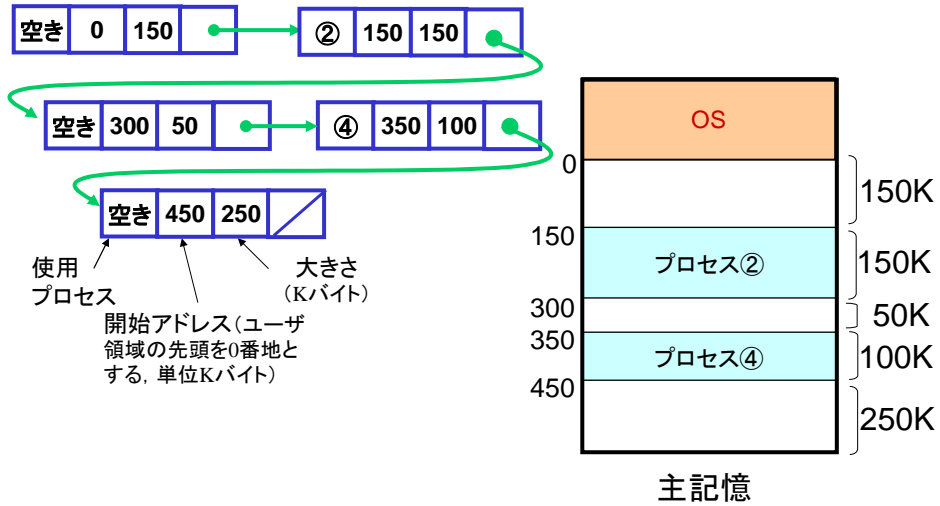 空き 0 150
② 150 150
空き 300 50
④ 350 100
空き 450 250
使用
プロセス
大きさ
(Kバイト)
開始アドレス(ユーザ
領域の先頭を0番地と
する, 単位Kバイト)
OS
0
150K
150
プロセス②
150K
300
50K
350
プロセス④
100K
450
250K
主記憶